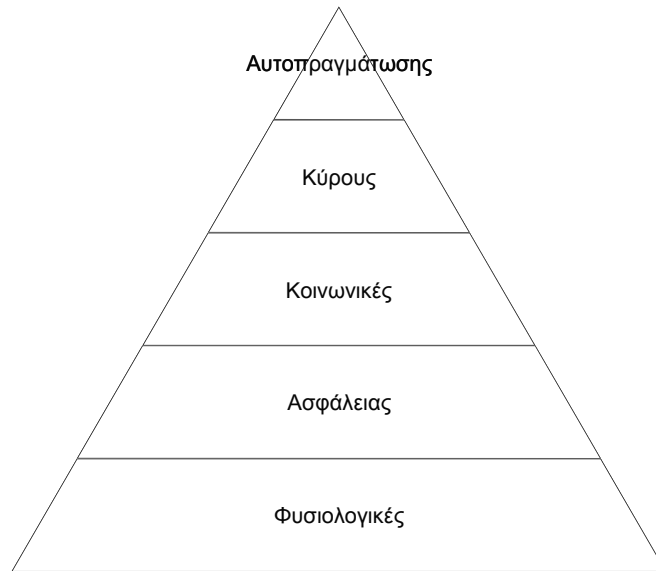 Αυτοπραγμάτωσης
Κύρους
Κοινωνικές
Ασφάλειας
Φυσιολογικές